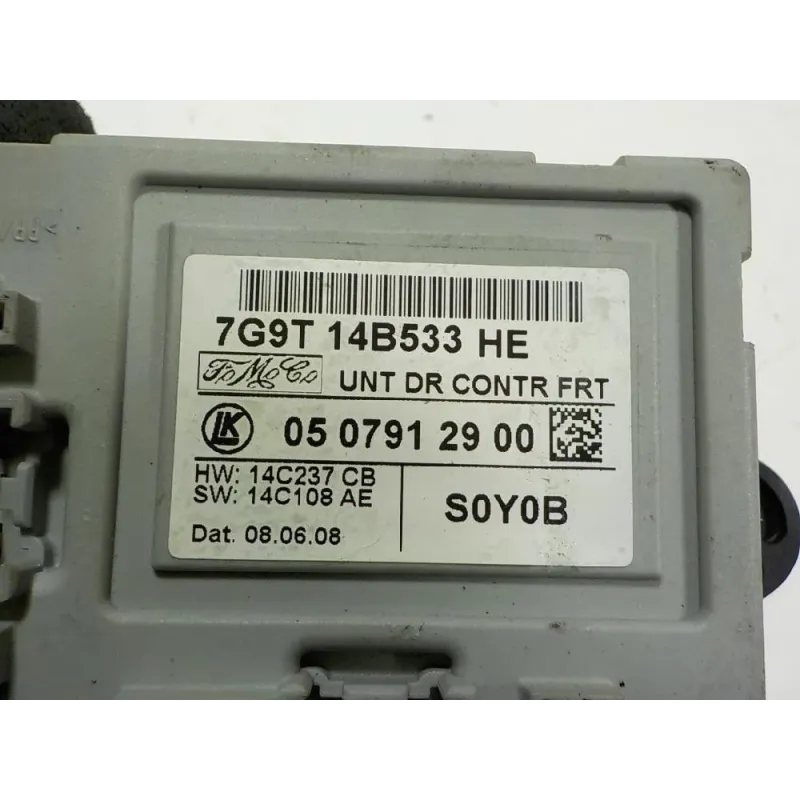 7G9T 14B533 HE
FoMoCo
UNT DR CONTR FRT
LK
05 0791 29 00
HW: 14C237 CB
SW: 14C108 AE
S0Y0B
Dat. 08.06.08